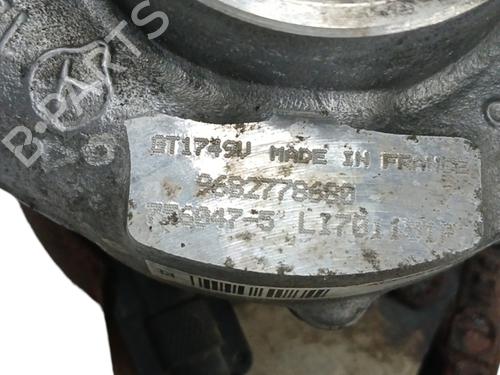 B-PARTS
GT1749V MADE IN FRANCE
9682778680
756047-5